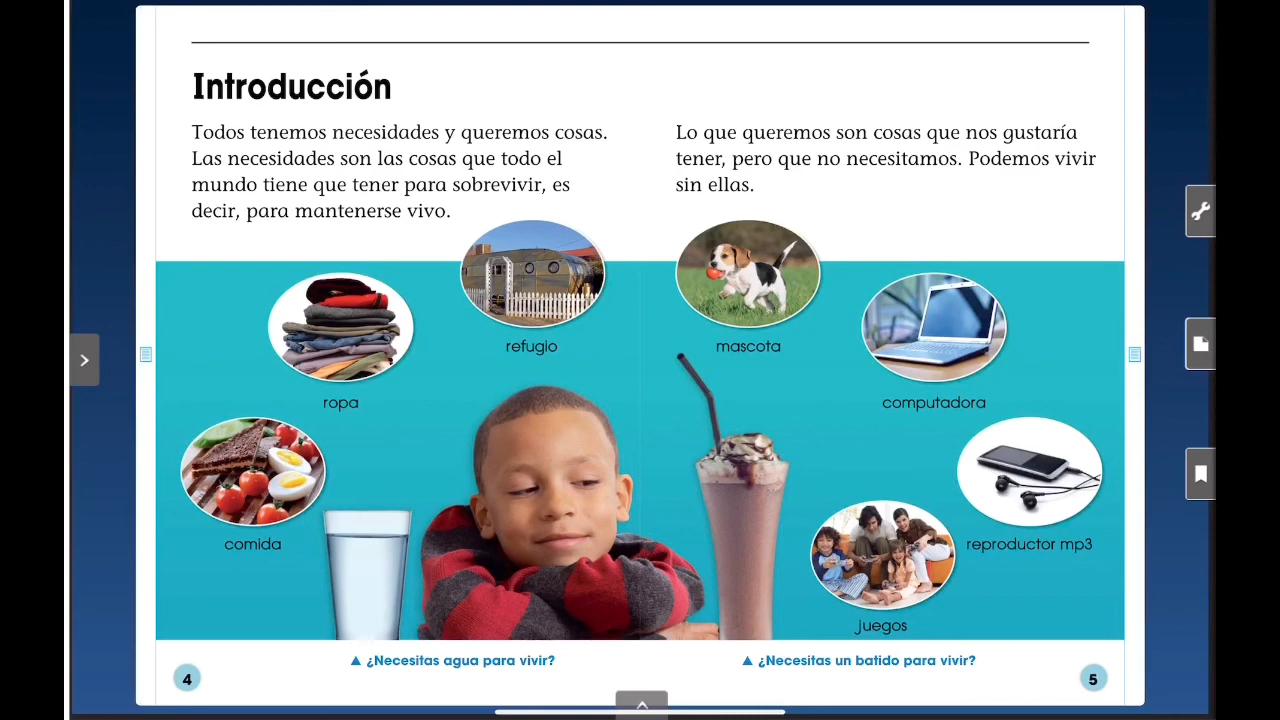 Introducción
Todos tenemos necesidades y queremos cosas.
Las necesidades son las cosas que todo el
mundo tiene que tener para sobrevivir, es
decir, para mantenerse vivo.
Lo que queremos son cosas que nos gustaría
tener, pero que no necesitamos. Podemos vivir
sin ellas.
refugio
mascota
ropa
computadora
comida
reproductor mp3
juegos
▲ ¿Necesitas agua para vivir?
▲ ¿Necesitas un batido para vivir?
4
5